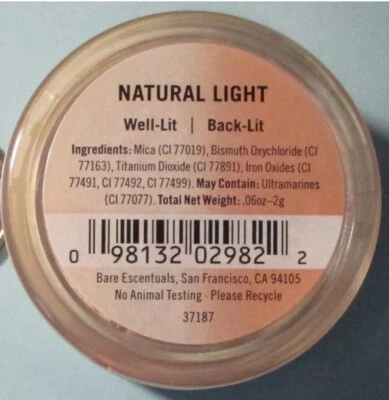 NATURAL LIGHT
Well-Lit | Back-Lit
Ingredients: Mica (CI 77019), Bismuth Oxychloride (CI
77163), Titanium Dioxide (CI 77891), Iron Oxides (CI
77491, CI 77492, CI 77499). May Contain: Ultramarines
(CI 77077). Total Net Weight: .06oz–2g
0 98132 02982 2
Bare Escentuals, San Francisco, CA 94105
No Animal Testing · Please Recycle
37187